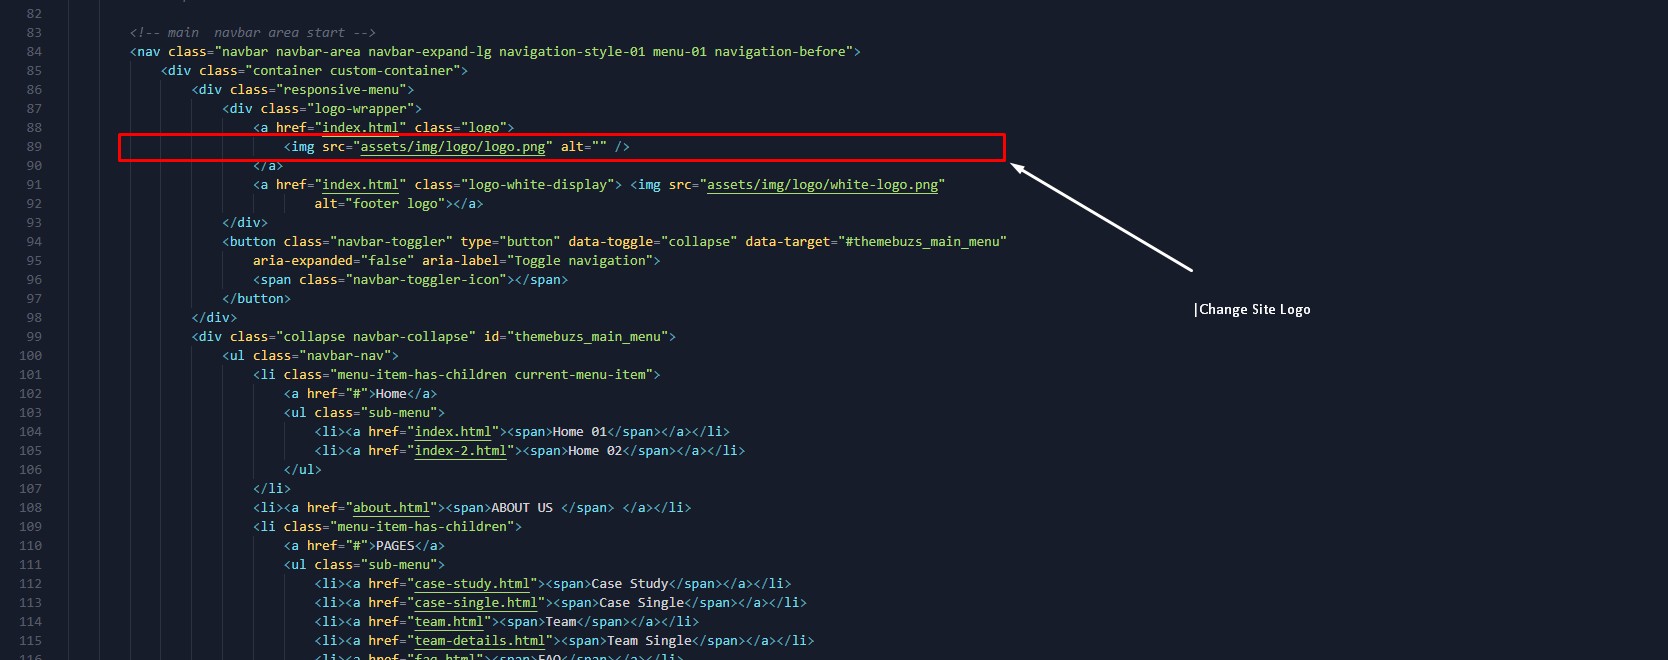 82
83 <!-- main  navbar area start -->
84 <nav class="navbar navbar-area navbar-expand-lg navigation-style-01 menu-01 navigation-before">
85 <div class="container custom-container">
86 <div class="responsive-menu">
87 <div class="logo-wrapper">
88 <a href="index.html" class="logo">
89 <img src="assets/img/logo/logo.png" alt="" />
90 </a>
91 <a href="index.html" class="logo-white-display"> <img src="assets/img/logo/white-logo.png"
92 alt="footer logo"></a>
93 </div>
94 <button class="navbar-toggler" type="button" data-toggle="collapse" data-target="#themebuzs_main_menu"
95 aria-expanded="false" aria-label="Toggle navigation">
96 <span class="navbar-toggler-icon"></span>
97 </button>
|Change Site Logo
98 </div>
99 <div class="collapse navbar-collapse" id="themebuzs_main_menu">
100 <ul class="navbar-nav">
101 <li class="menu-item-has-children current-menu-item">
102 <a href="#">Home</a>
103 <ul class="sub-menu">
104 <li><a href="index.html"><span>Home 01</span></a></li>
105 <li><a href="index-2.html"><span>Home 02</span></a></li>
106 </ul>
107 </li>
108 <li><a href="about.html"><span>ABOUT US </span> </a></li>
109 <li class="menu-item-has-children">
110 <a href="#">PAGES</a>
111 <ul class="sub-menu">
112 <li><a href="case-study.html"><span>Case Study</span></a></li>
113 <li><a href="case-single.html"><span>Case Single</span></a></li>
114 <li><a href="team.html"><span>Team</span></a></li>
115 <li><a href="team-details.html"><span>Team Single</span></a></li>
116 <li><a href="faq.html"><span>FAQ</span></a></li>